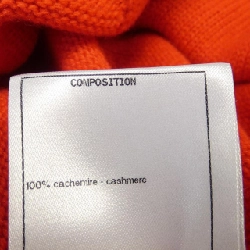 COMPOSITION
100% cachemire - cashmere